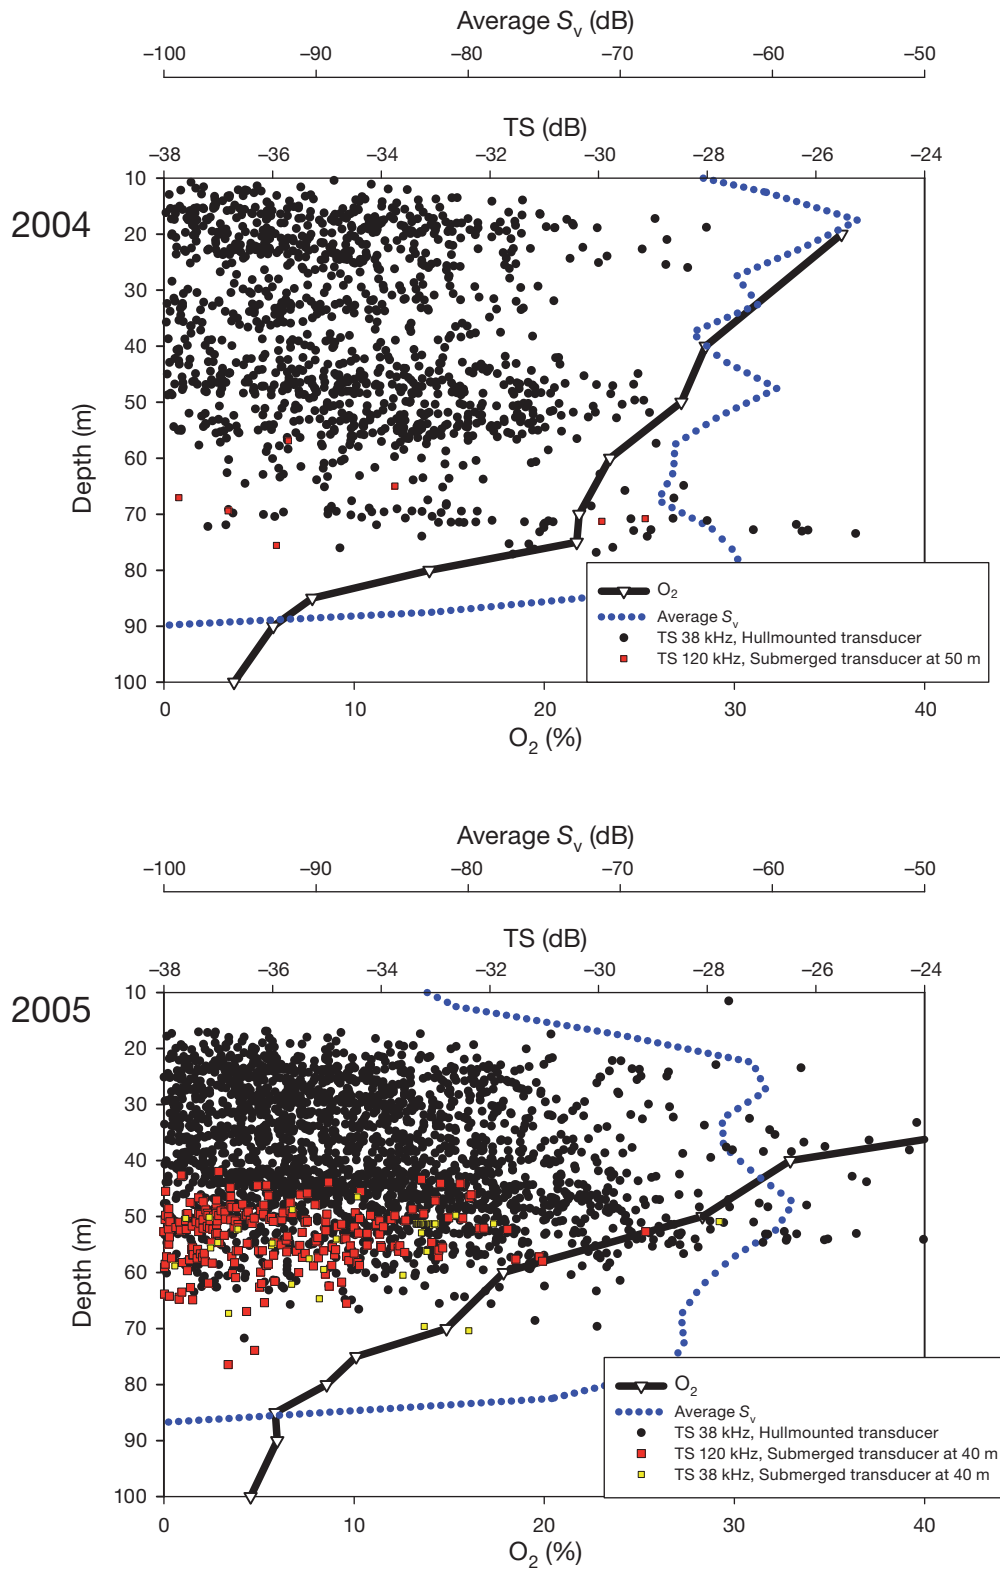 Average Sv (dB)
–100 –90 –80 –70 –60 –50
TS (dB)
–38 –36 –34 –32 –30 –28 –26 –24
2004
Depth (m)
10
20
30
40
50
60
70
80
90
100
O2
Average Sv
TS 38 kHz, Hullmounted transducer
TS 120 kHz, Submerged transducer at 50 m
0 10 20 30 40
O2 (%)
Average Sv (dB)
–100 –90 –80 –70 –60 –50
TS (dB)
–38 –36 –34 –32 –30 –28 –26 –24
2005
Depth (m)
10
20
30
40
50
60
70
80
90
100
O2
Average Sv
TS 38 kHz, Hullmounted transducer
TS 120 kHz, Submerged transducer at 40 m
TS 38 kHz, Submerged transducer at 40 m
0 10 20 30 40
O2 (%)